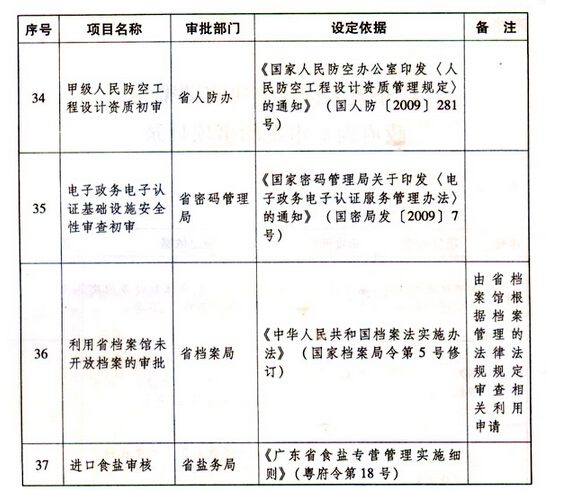 序号 项目名称 审批部门 设定依据 备 注
34
甲级人民防空工
程设计资质初审
省人防办
《国家人民防空办公室印发〈人
民防空工程设计资质管理规定〉
的通知》（国人防〔2009〕281
号）
35
电子政务电子认
证基础设施安全
性审查初审
省密码管理
局
《国家密码管理局关于印发〈电
子政务电子认证服务管理办法〉
的通知》（国密局发〔2009〕7
号）
36
利用省档案馆未
开放档案的审批
省档案局
《中华人民共和国档案法实施办
法》（国家档案局令第5号修
订）
由省档
案馆根
据档案
管理的
法律法
规规定
审查相
关利用
申请
37
进口食盐审核
省盐务局
《广东省食盐专营管理实施细
则》（粤府令第18号）